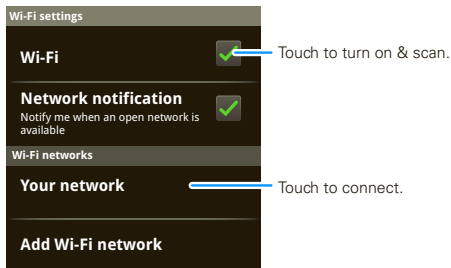 Wi-Fi settings
Wi-Fi
Touch to turn on & scan.
Network notification
Notify me when an open network is
available
Wi-Fi networks
Your network
Touch to connect.
Add Wi-Fi network